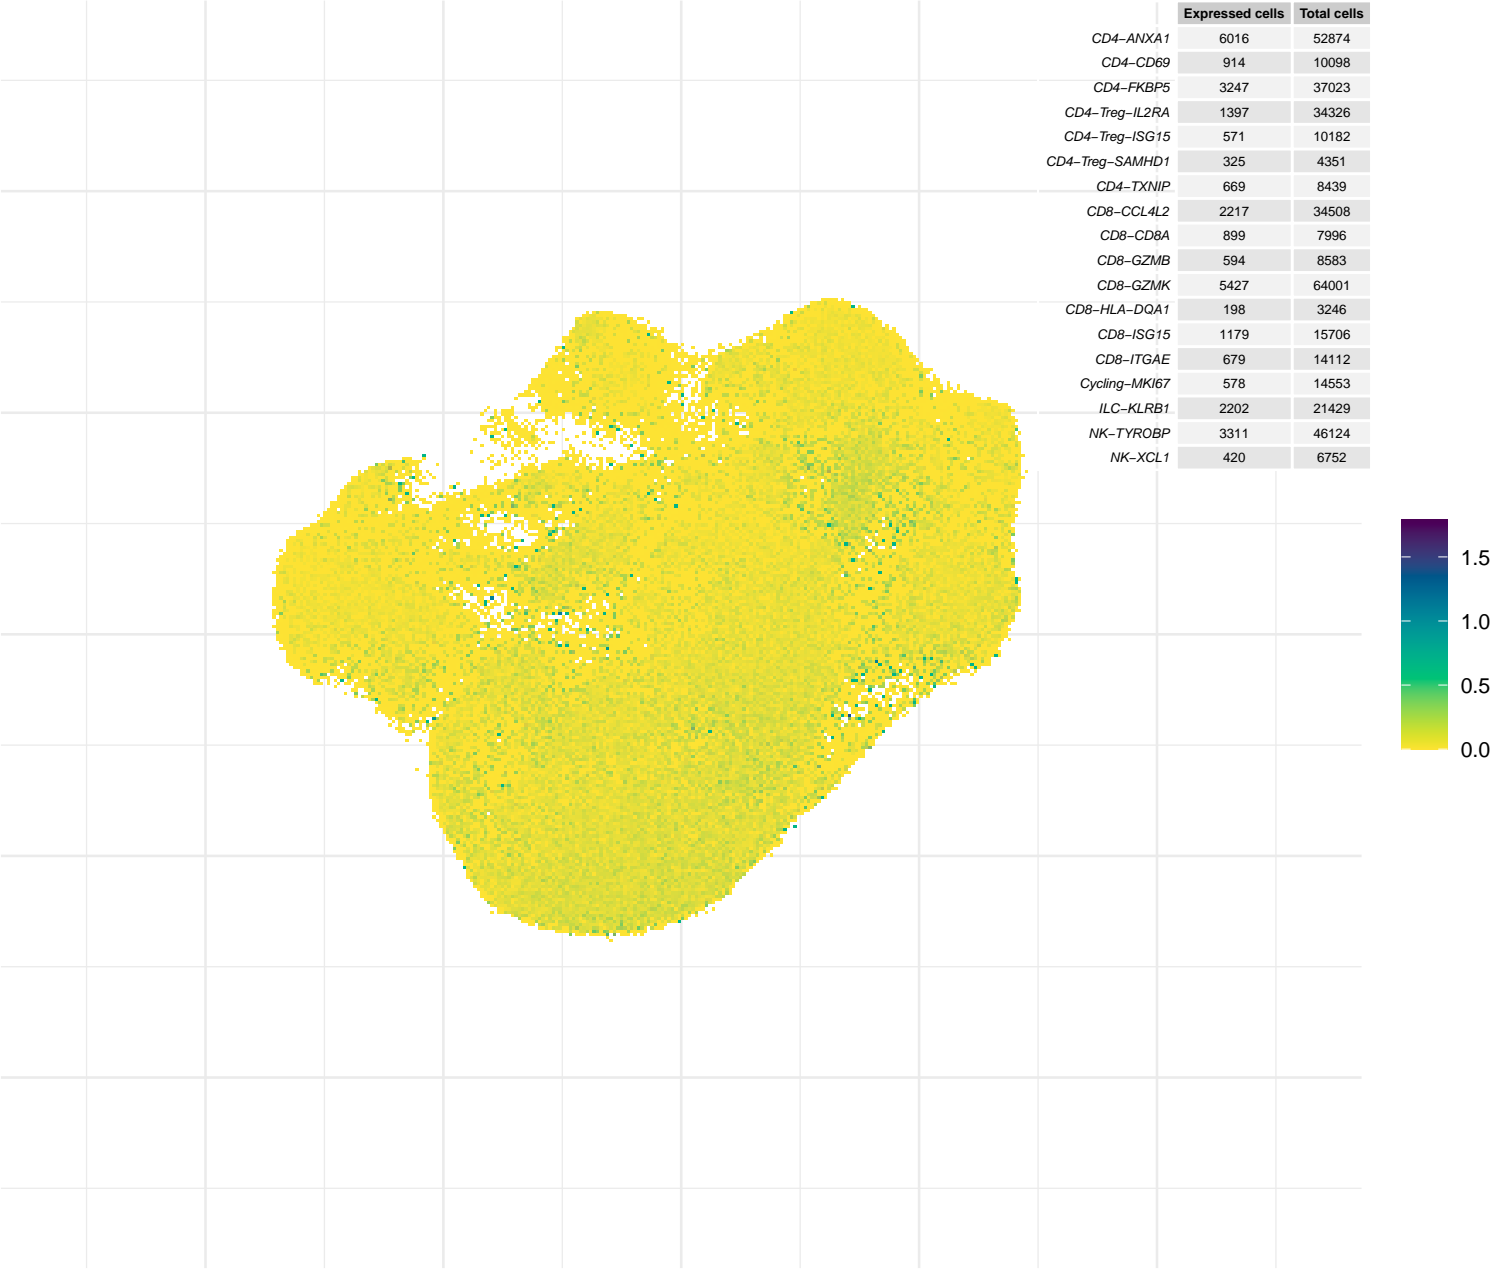 Expressed cells Total cells
CD4−ANXA1 6016 52874
CD4−CD69 914 10098
CD4−FKBP5 3247 37023
CD4−Treg−IL2RA 1397 34326
CD4−Treg−ISG15 571 10182
CD4−Treg−SAMHD1 325 4351
CD4−TXNIP 669 8439
CD8−CCL4L2 2217 34508
CD8−CD8A 899 7996
CD8−GZMB 594 8583
CD8−GZMK 5427 64001
CD8−HLA−DQA1 198 3246
CD8−ISG15 1179 15706
CD8−ITGAE 679 14112
Cycling−MKI67 578 14553
ILC−KLRB1 2202 21429
NK−TYROBP 3311 46124
NK−XCL1 420 6752
1.5
1.0
0.5
0.0